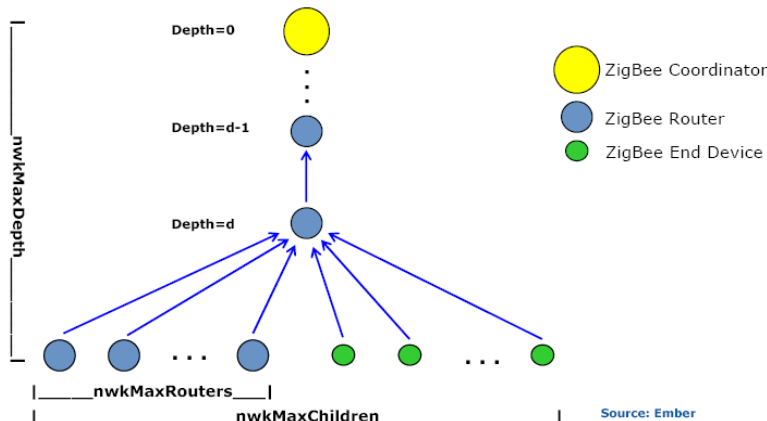 Depth=0
ZigBee Coordinator
Depth=d-1
ZigBee Router
ZigBee End Device
nwkMaxDepth
Depth=d
. . .
. . .
nwkMaxRouters
nwkMaxChildren
Source: Ember